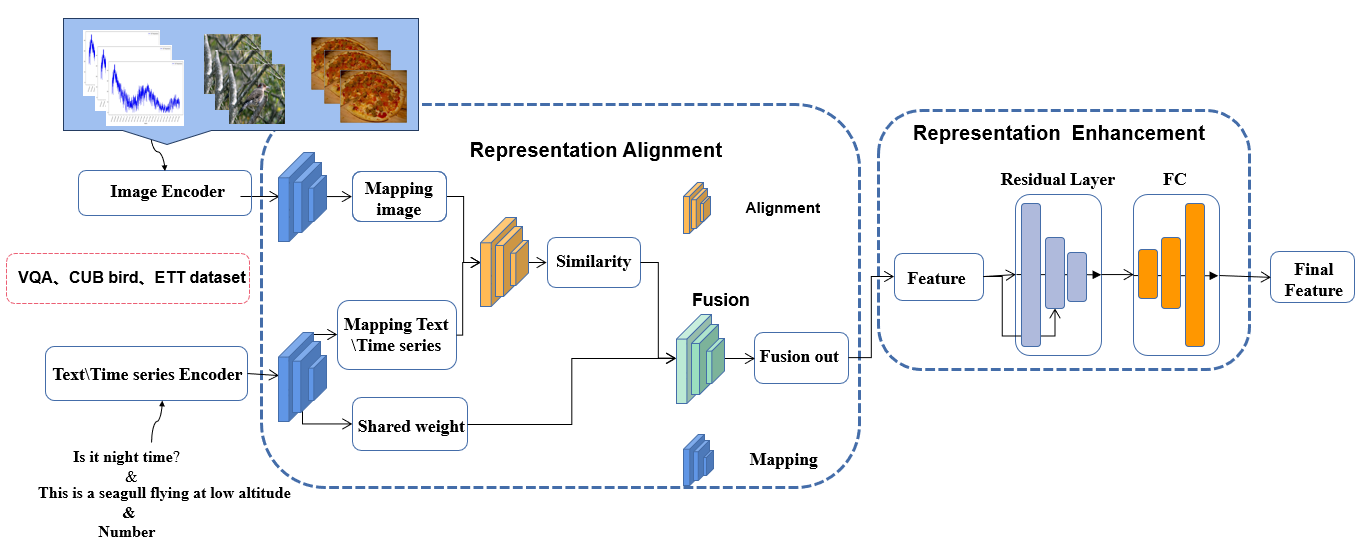 Representation Alignment
Representation Enhancement
Image Encoder
Mapping
image
Alignment
Residual Layer
FC
VQA、CUB bird、ETT dataset
Similarity
Feature
Final
Feature
Fusion
Mapping Text
\Time series
Fusion out
Text\Time series Encoder
Shared weight
Mapping
Is it night time?
&
This is a seagull flying at low altitude
&
Number